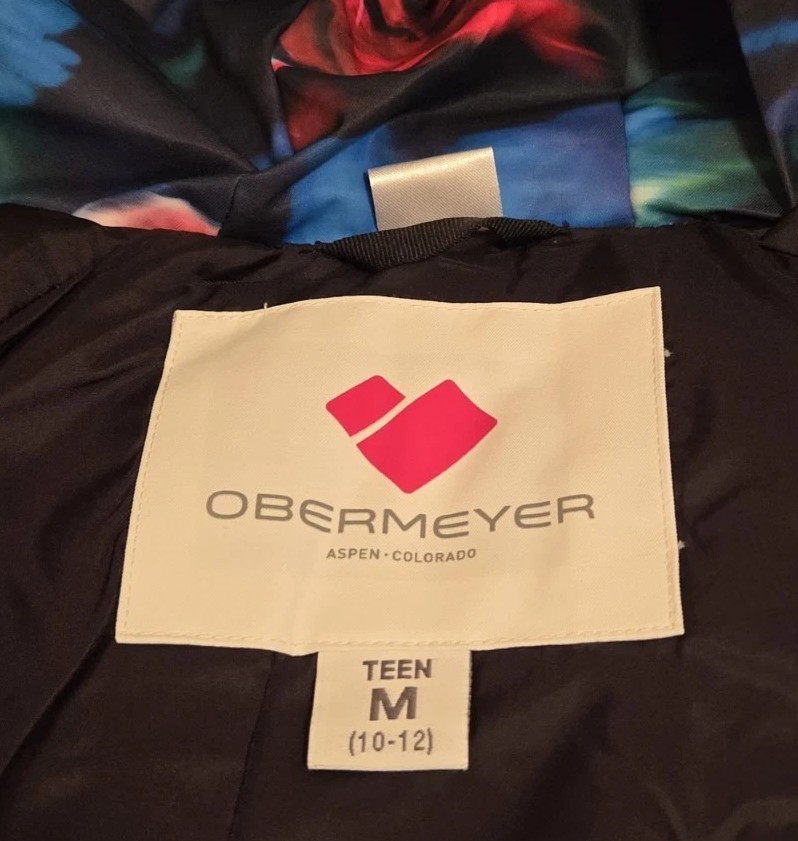 OBERMEYER
ASPEN · COLORADO
TEEN
M
(10-12)